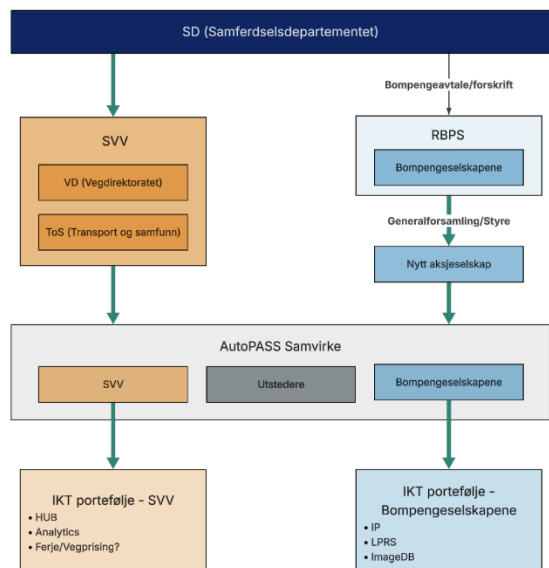 SD (Samferdselsdepartementet)
Bompengeavtale/forskrift
SVV
VD (Vegdirektoratet)
ToS (Transport og samfunn)
RBPS
Bompengeselskapene
Generalforsamling/Styre
Nytt aksjeselskap
AutoPASS Samvirke
SVV
Utstedere
Bompengeselskapene
IKT portefølje - SVV
• HUB
• Analytics
• Ferje/Vegprising?
IKT portefølje -
Bompengeselskapene
• IP
• LPRS
• ImageDB